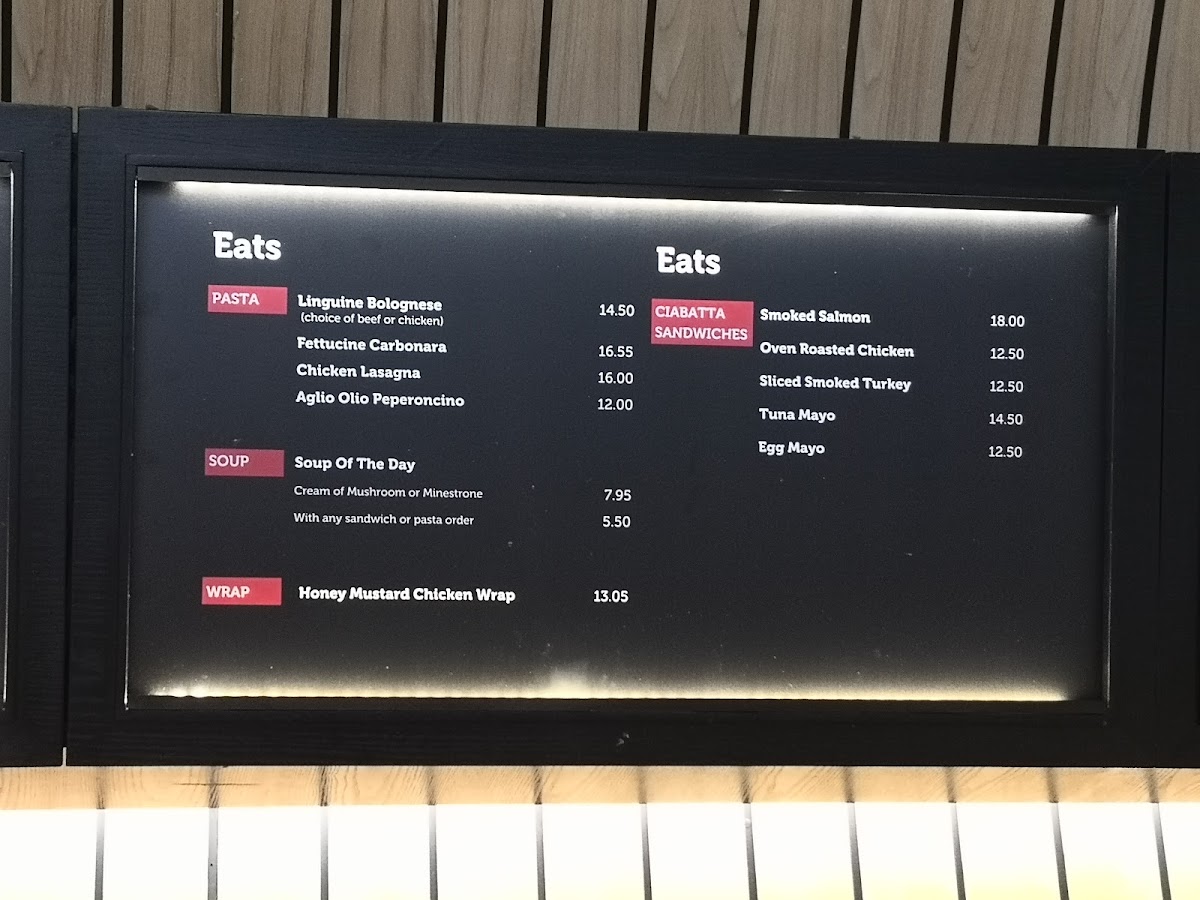 Eats
PASTA
Linguine Bolognese 14.50
(choice of beef or chicken)
Fettucine Carbonara 16.55
Chicken Lasagna 16.00
Aglio Olio Peperoncino 12.00
SOUP
Soup Of The Day
Cream of Mushroom or Minestrone 7.95
With any sandwich or pasta order 5.50
WRAP
Honey Mustard Chicken Wrap 13.05
Eats
CIABATTA
SANDWICHES
Smoked Salmon 18.00
Oven Roasted Chicken 12.50
Sliced Smoked Turkey 12.50
Tuna Mayo 14.50
Egg Mayo 12.50